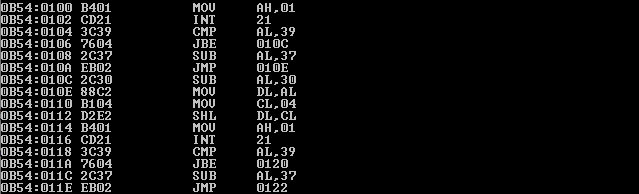 0B54:0100 B401 MOV AH,01
0B54:0102 CD21 INT 21
0B54:0104 3C39 CMP AL,39
0B54:0106 7604 JBE 010C
0B54:0108 2C37 SUB AL,37
0B54:010A EB02 JMP 010E
0B54:010C 2C30 SUB AL,30
0B54:010E 88C2 MOV DL,AL
0B54:0110 B104 MOV CL,04
0B54:0112 D2E2 SHL DL,CL
0B54:0114 B401 MOV AH,01
0B54:0116 CD21 INT 21
0B54:0118 3C39 CMP AL,39
0B54:011A 7604 JBE 0120
0B54:011C 2C37 SUB AL,37
0B54:011E EB02 JMP 0122